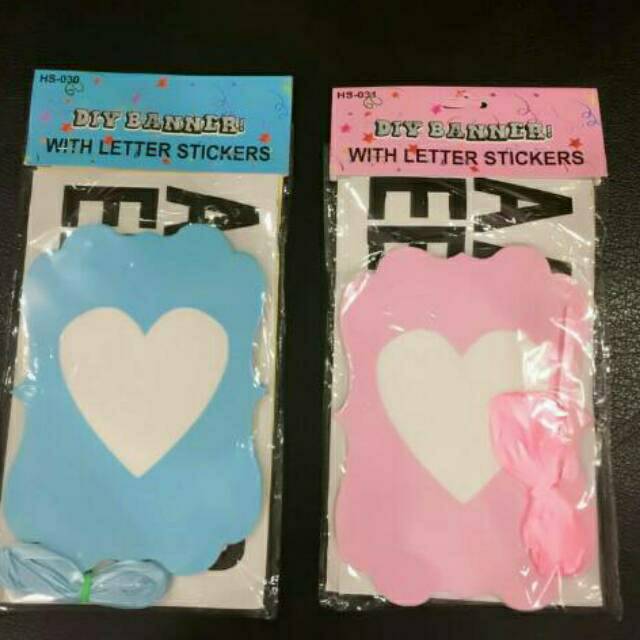 HS-030
DIY BANNER!
WITH LETTER STICKERS
A
E
HS-031
DIY BANNER!
WITH LETTER STICKERS
A
E